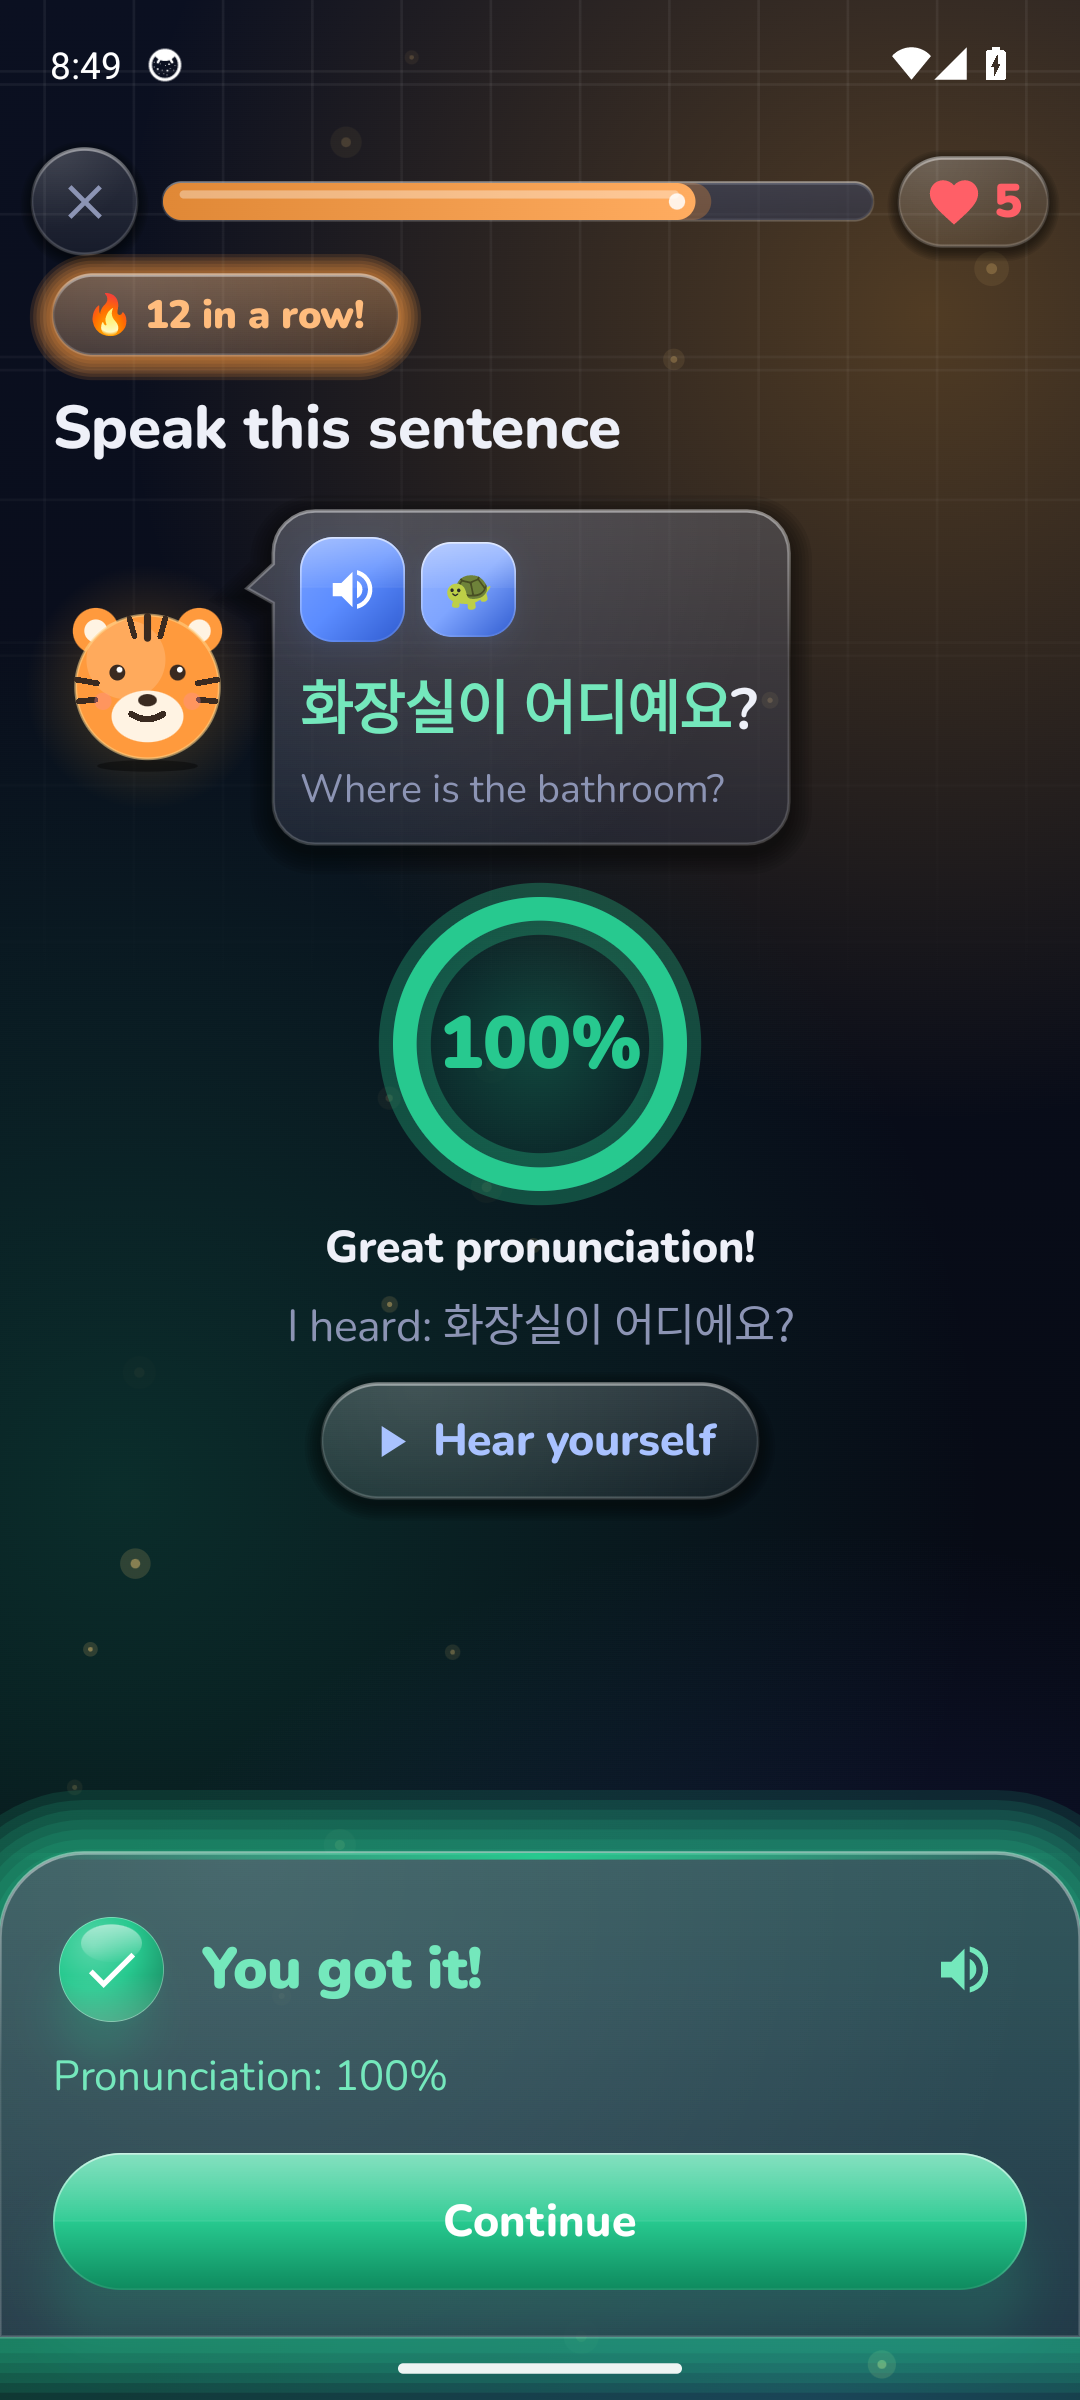 8:49
5
🔥 12 in a row!
Speak this sentence
화장실이 어디예요?
Where is the bathroom?
100%
Great pronunciation!
I heard: 화장실이 어디에요?
Hear yourself
You got it!
Pronunciation: 100%
Continue